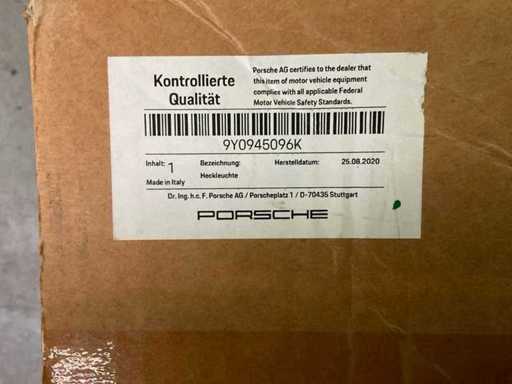 Kontrollierte
Qualität
Porsche AG certifies to the dealer that
this item of motor vehicle equipment
complies with all applicable Federal
Motor Vehicle Safety Standards.
9Y0945096K
Inhalt: 1 Bezeichnung: Herstelldatum: 25.08.2020
Made in Italy Heckleuchte
Dr. Ing. h.c. F. Porsche AG / Porscheplatz 1 / D-70435 Stuttgart
PORSCHE